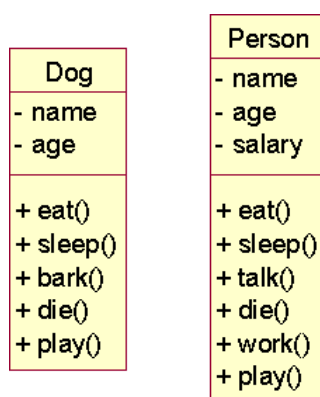 Dog
- name
- age
+ eat()
+ sleep()
+ bark()
+ die()
+ play()
Person
- name
- age
- salary
+ eat()
+ sleep()
+ talk()
+ die()
+ work()
+ play()